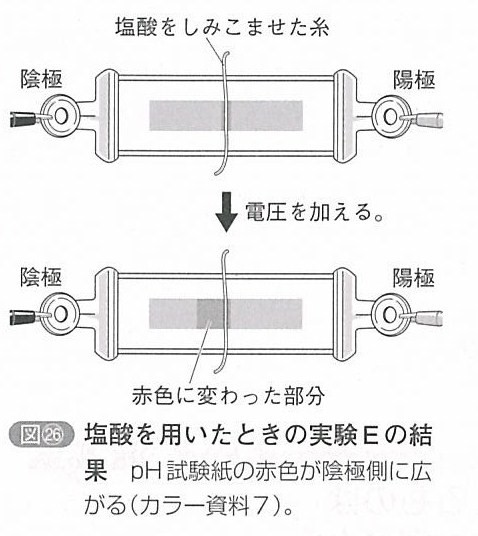 塩酸をしみこませた糸
陰極
陽極
電圧を加える。
陰極
陽極
赤色に変わった部分
図㉖ 塩酸を用いたときの実験Eの結
果 pH試験紙の赤色が陰極側に広
がる(カラー資料7)。